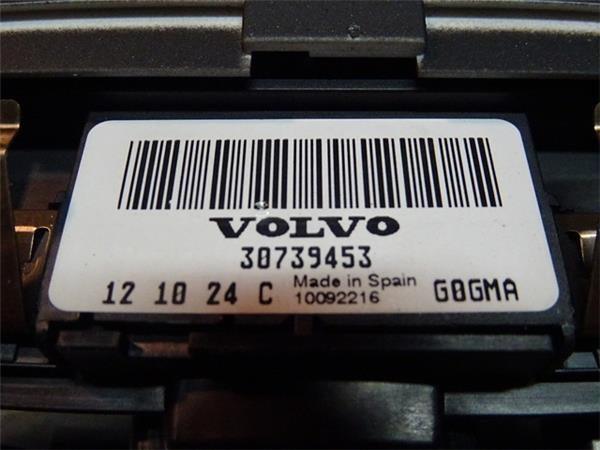 VOLVO
30739453
12 10 24 C Made in Spain G0GMA
10092216